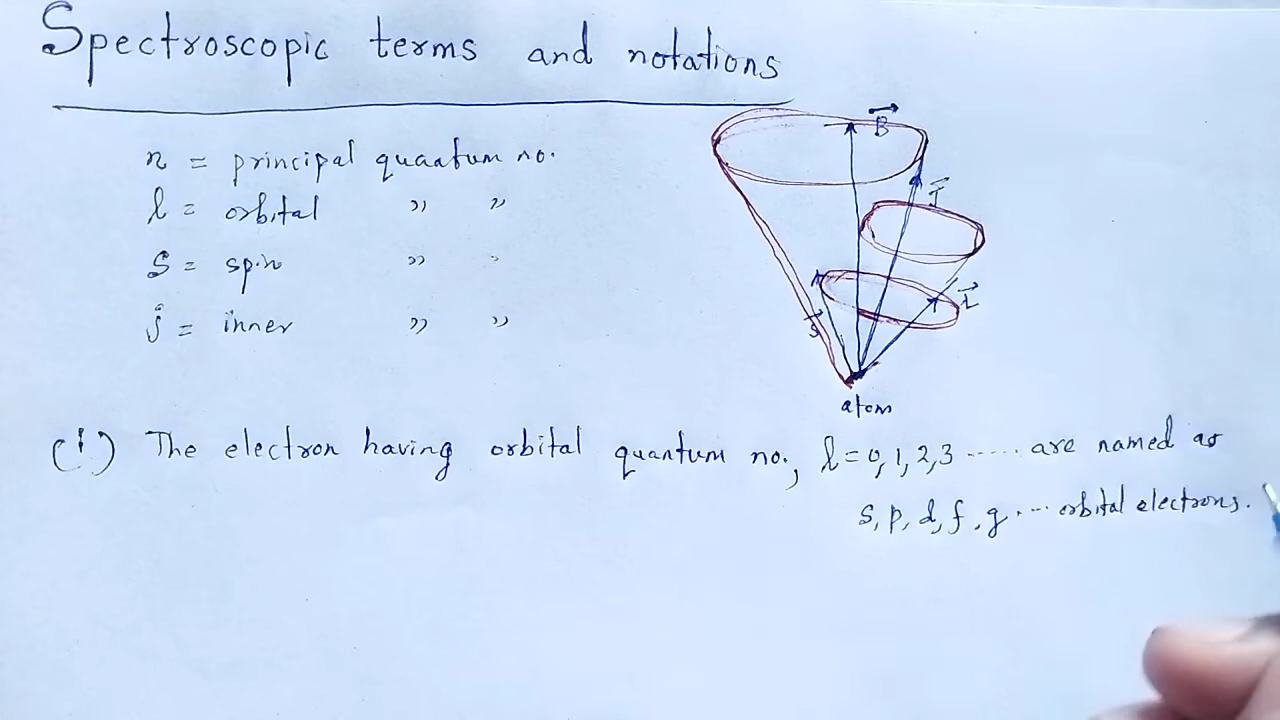 Spectroscopic terms and notations
n = principal quantum no.
l = orbital " "
S = spin " "
j = inner " "
B
J
L
S
atom
(i) The electron having orbital quantum no., l=0,1,2,3 ...... are named as
s, p, d, f, g .... orbital electrons.